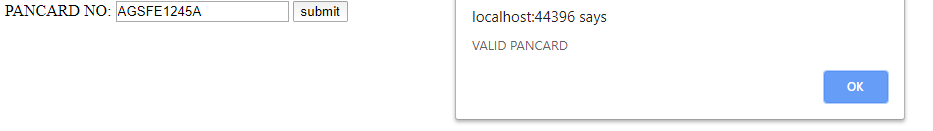 PANCARD NO: AGSFE1245A submit
localhost:44396 says
VALID PANCARD
OK